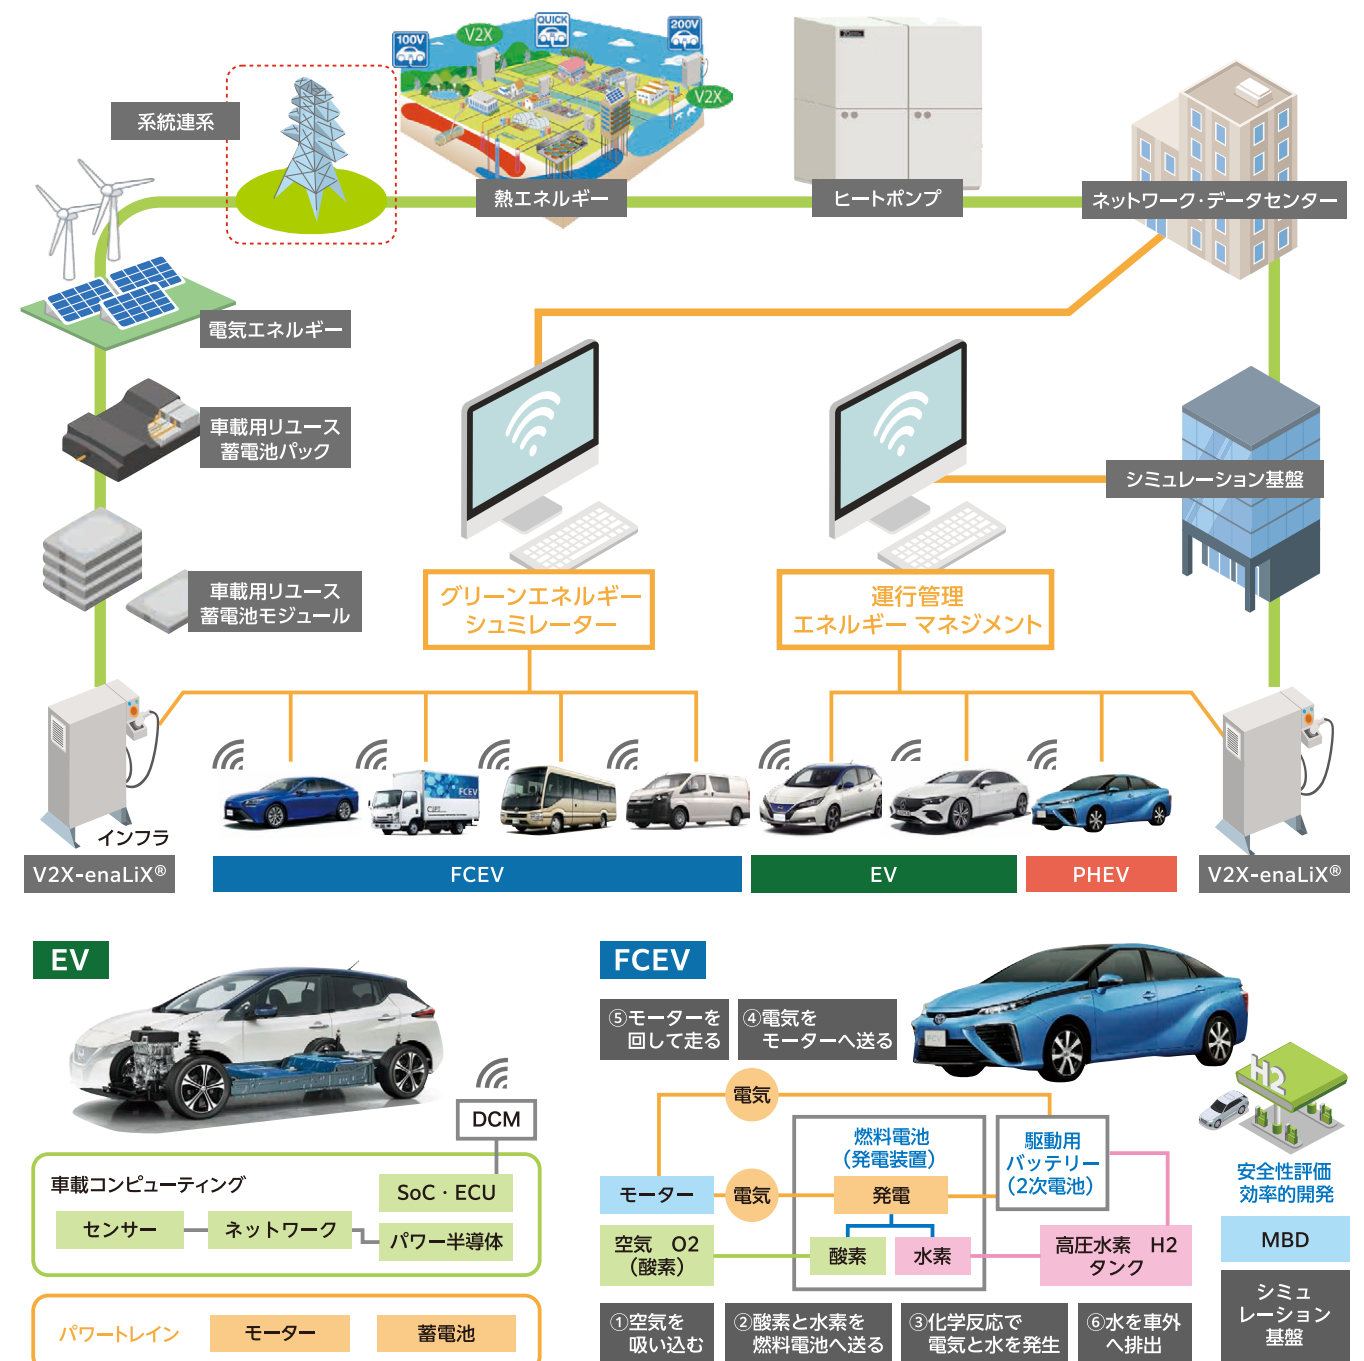 100V
V2X
QUICK
200V
V2X
系統連系
熱エネルギー
ヒートポンプ
ネットワーク・データセンター
電気エネルギー
車載用リユース
蓄電池パック
シミュレーション基盤
車載用リユース
蓄電池モジュール
グリーンエネルギー
シュミレーター
運行管理
エネルギー マネジメント
FCEV
インフラ
V2X-enaLiX®
FCEV
EV
PHEV
V2X-enaLiX®
EV
DCM
車載コンピューティング
SoC・ECU
センサー
ネットワーク
パワー半導体
パワートレイン
モーター
蓄電池
FCEV
⑤モーターを
回して走る
④電気を
モーターへ送る
FCV
H2
電気
燃料電池
(発電装置)
駆動用
バッテリー
(2次電池)
モーター
電気
発電
空気 O2
(酸素)
酸素
水素
高圧水素 H2
タンク
安全性評価
効率的開発
MBD
シミュ
レーション
基盤
①空気を
吸い込む
②酸素と水素を
燃料電池へ送る
③化学反応で
電気と水を発生
⑥水を車外
へ排出